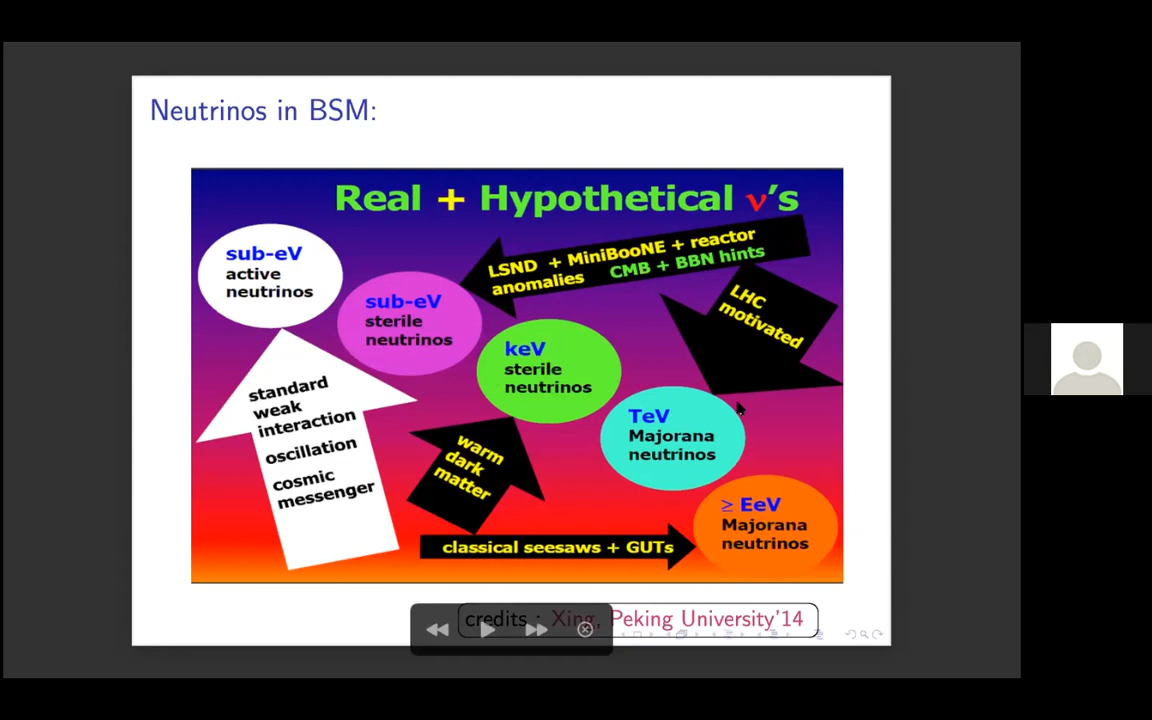 Neutrinos in BSM:
Real + Hypothetical ν's
sub-eV
active
neutrinos
LSND + MiniBooNE + reactor
anomalies CMB + BBN hints
sub-eV
sterile
neutrinos
LHC
motivated
keV
sterile
neutrinos
standard
weak
interaction
oscillation
cosmic
messenger
TeV
Majorana
neutrinos
warm
dark
matter
≥ EeV
Majorana
neutrinos
classical seesaws + GUTs
credits : Xing, Peking University'14